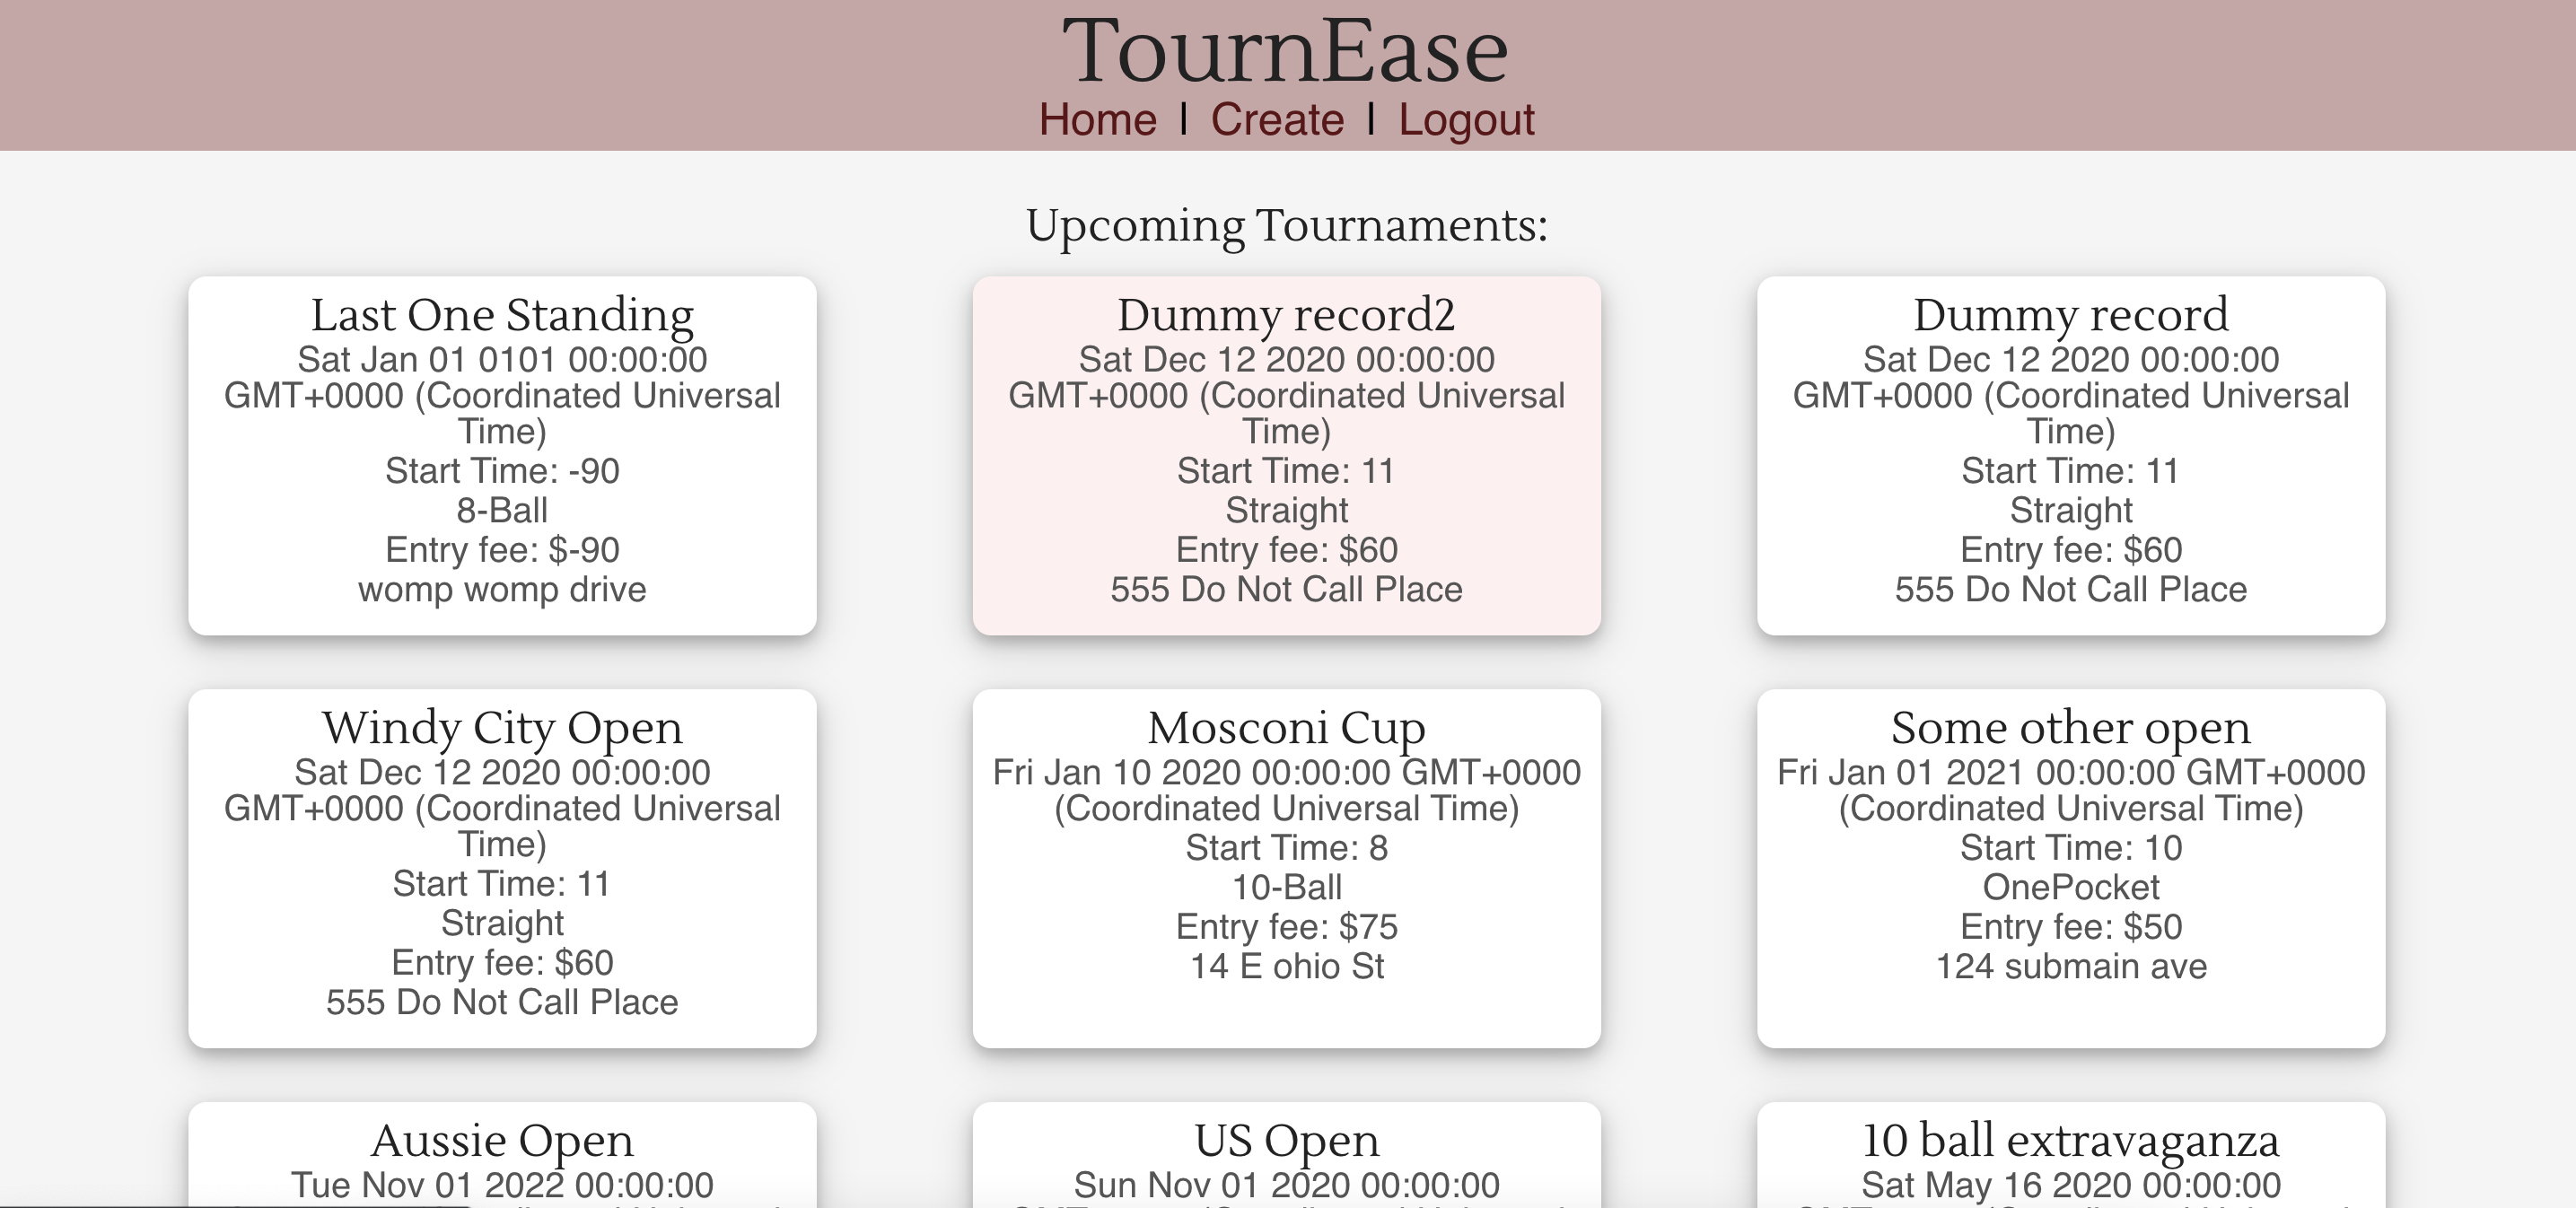 TournEase
Home | Create | Logout
Upcoming Tournaments:
Last One Standing
Sat Jan 01 0101 00:00:00
GMT+0000 (Coordinated Universal
Time)
Start Time: -90
8-Ball
Entry fee: $-90
womp womp drive
Dummy record2
Sat Dec 12 2020 00:00:00
GMT+0000 (Coordinated Universal
Time)
Start Time: 11
Straight
Entry fee: $60
555 Do Not Call Place
Dummy record
Sat Dec 12 2020 00:00:00
GMT+0000 (Coordinated Universal
Time)
Start Time: 11
Straight
Entry fee: $60
555 Do Not Call Place
Windy City Open
Sat Dec 12 2020 00:00:00
GMT+0000 (Coordinated Universal
Time)
Start Time: 11
Straight
Entry fee: $60
555 Do Not Call Place
Mosconi Cup
Fri Jan 10 2020 00:00:00 GMT+0000
(Coordinated Universal Time)
Start Time: 8
10-Ball
Entry fee: $75
14 E ohio St
Some other open
Fri Jan 01 2021 00:00:00 GMT+0000
(Coordinated Universal Time)
Start Time: 10
OnePocket
Entry fee: $50
124 submain ave
Aussie Open
Tue Nov 01 2022 00:00:00
US Open
Sun Nov 01 2020 00:00:00
10 ball extravaganza
Sat May 16 2020 00:00:00